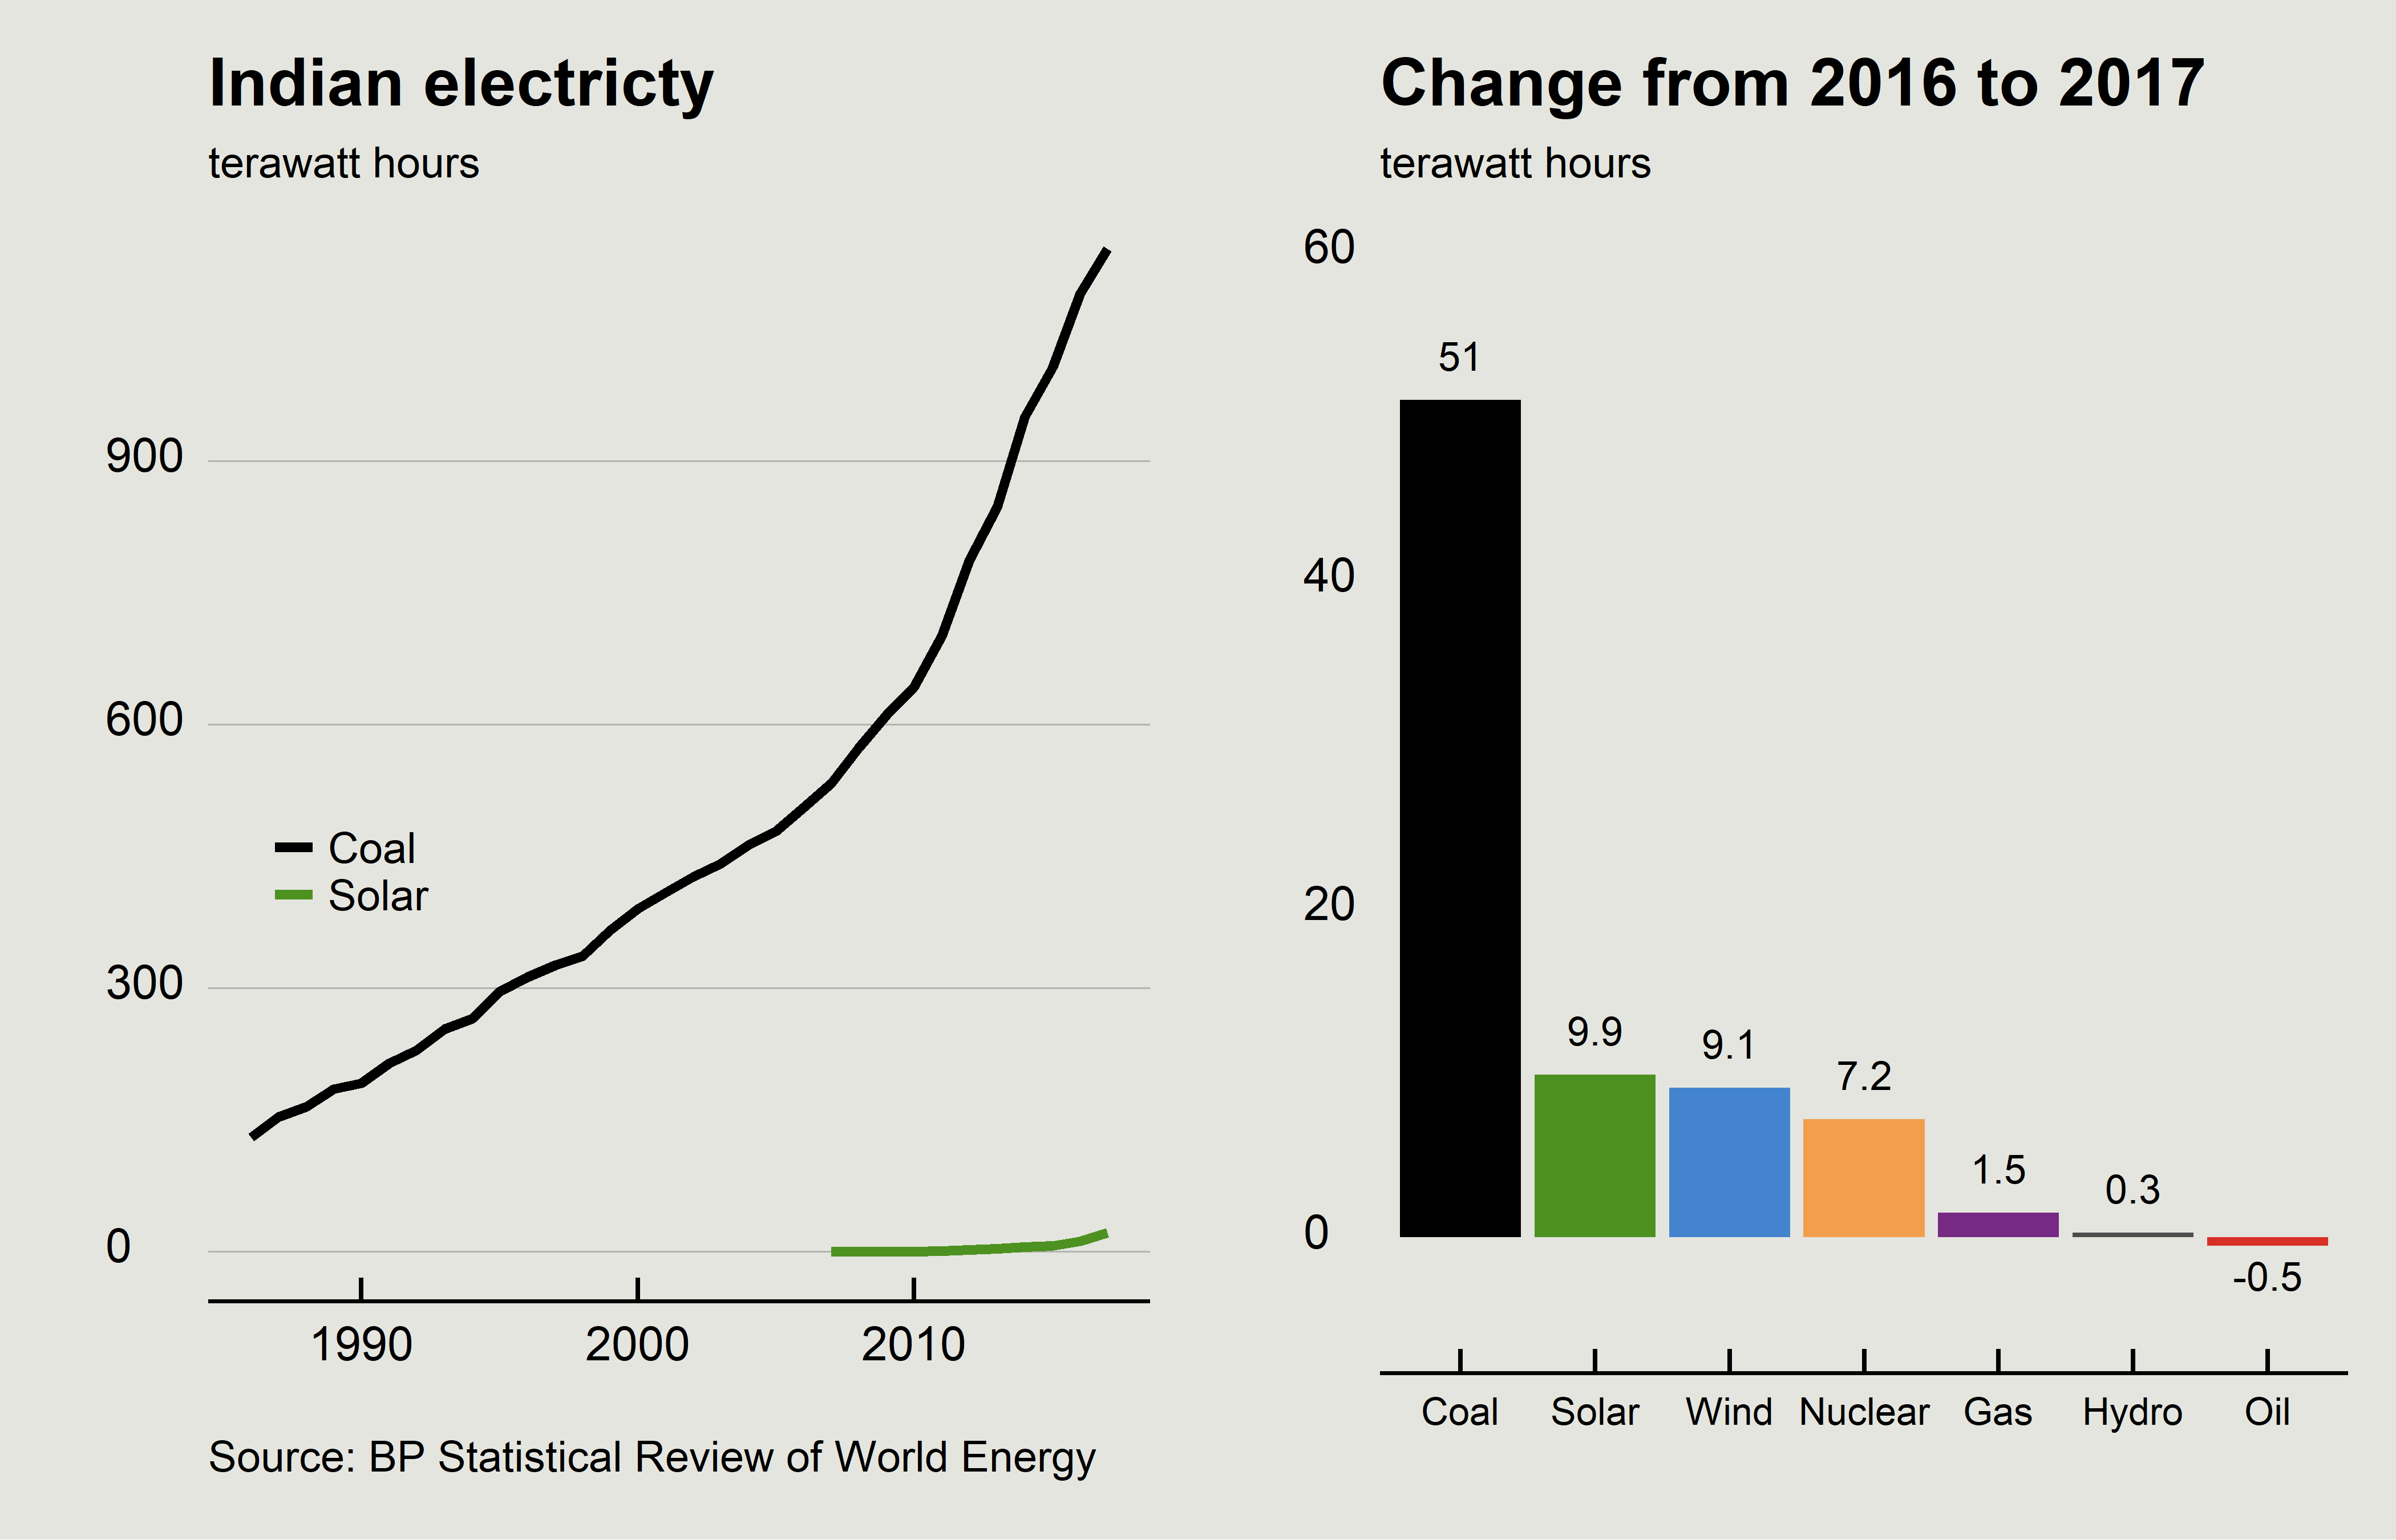 Indian electricty
terawatt hours
900
600
300
0
Coal
Solar
1990 2000 2010
Source: BP Statistical Review of World Energy
Change from 2016 to 2017
terawatt hours
60
40
20
0
51
9.9
9.1
7.2
1.5
0.3
-0.5
Coal Solar Wind Nuclear Gas Hydro Oil